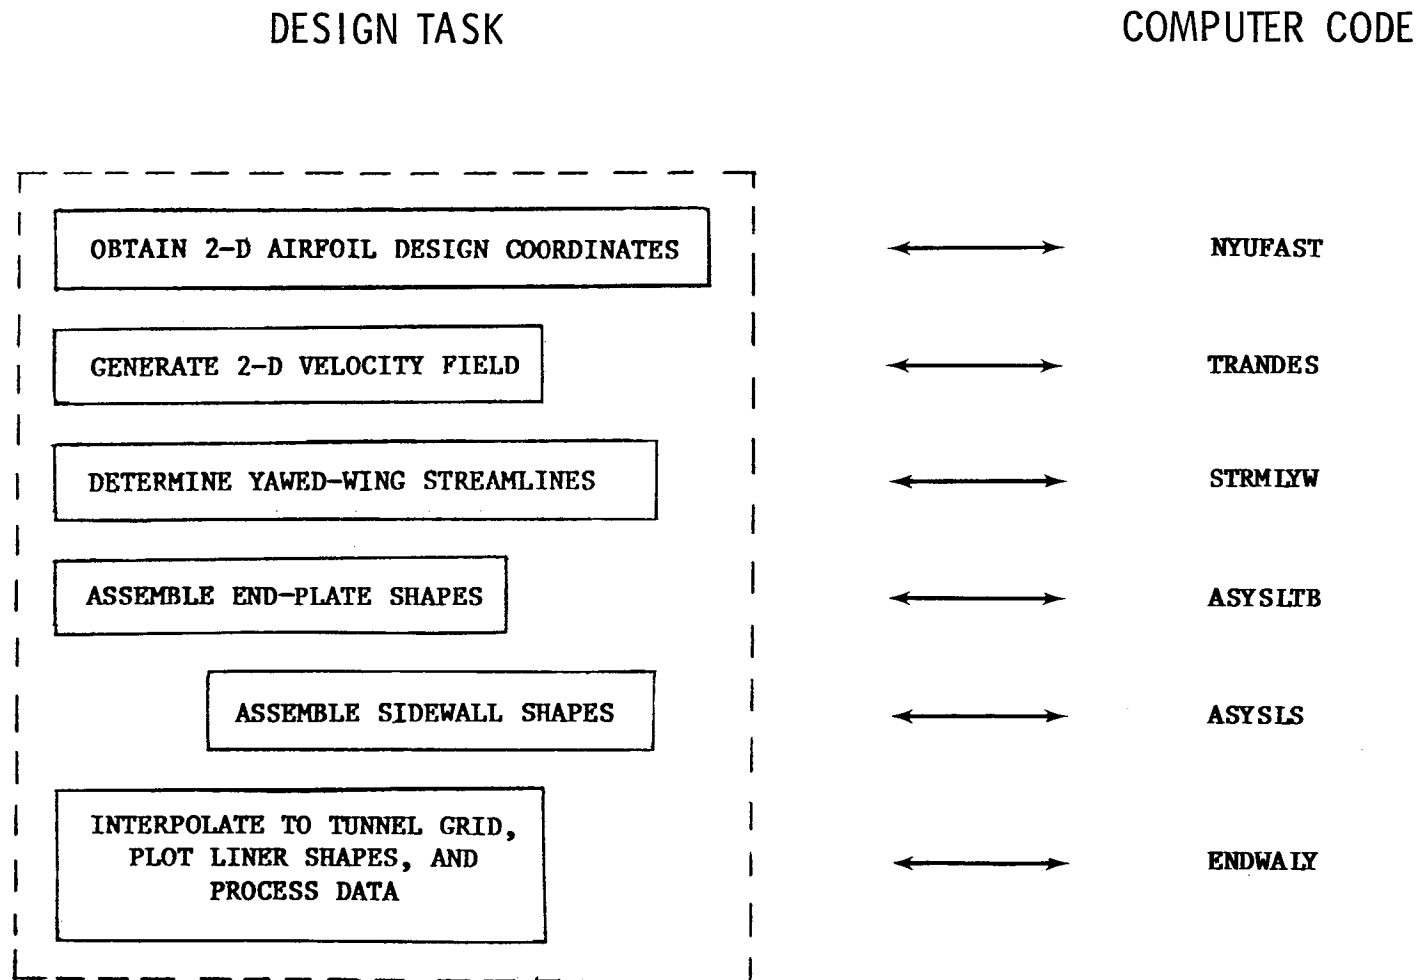 DESIGN TASK
COMPUTER CODE
OBTAIN 2-D AIRFOIL DESIGN COORDINATES
NYUFAST
GENERATE 2-D VELOCITY FIELD
TRANDES
DETERMINE YAWED-WING STREAMLINES
STRMLYW
ASSEMBLE END-PLATE SHAPES
ASYSLTB
ASSEMBLE SIDEWALL SHAPES
ASYSLS
INTERPOLATE TO TUNNEL GRID,
PLOT LINER SHAPES, AND
PROCESS DATA
ENDWALY